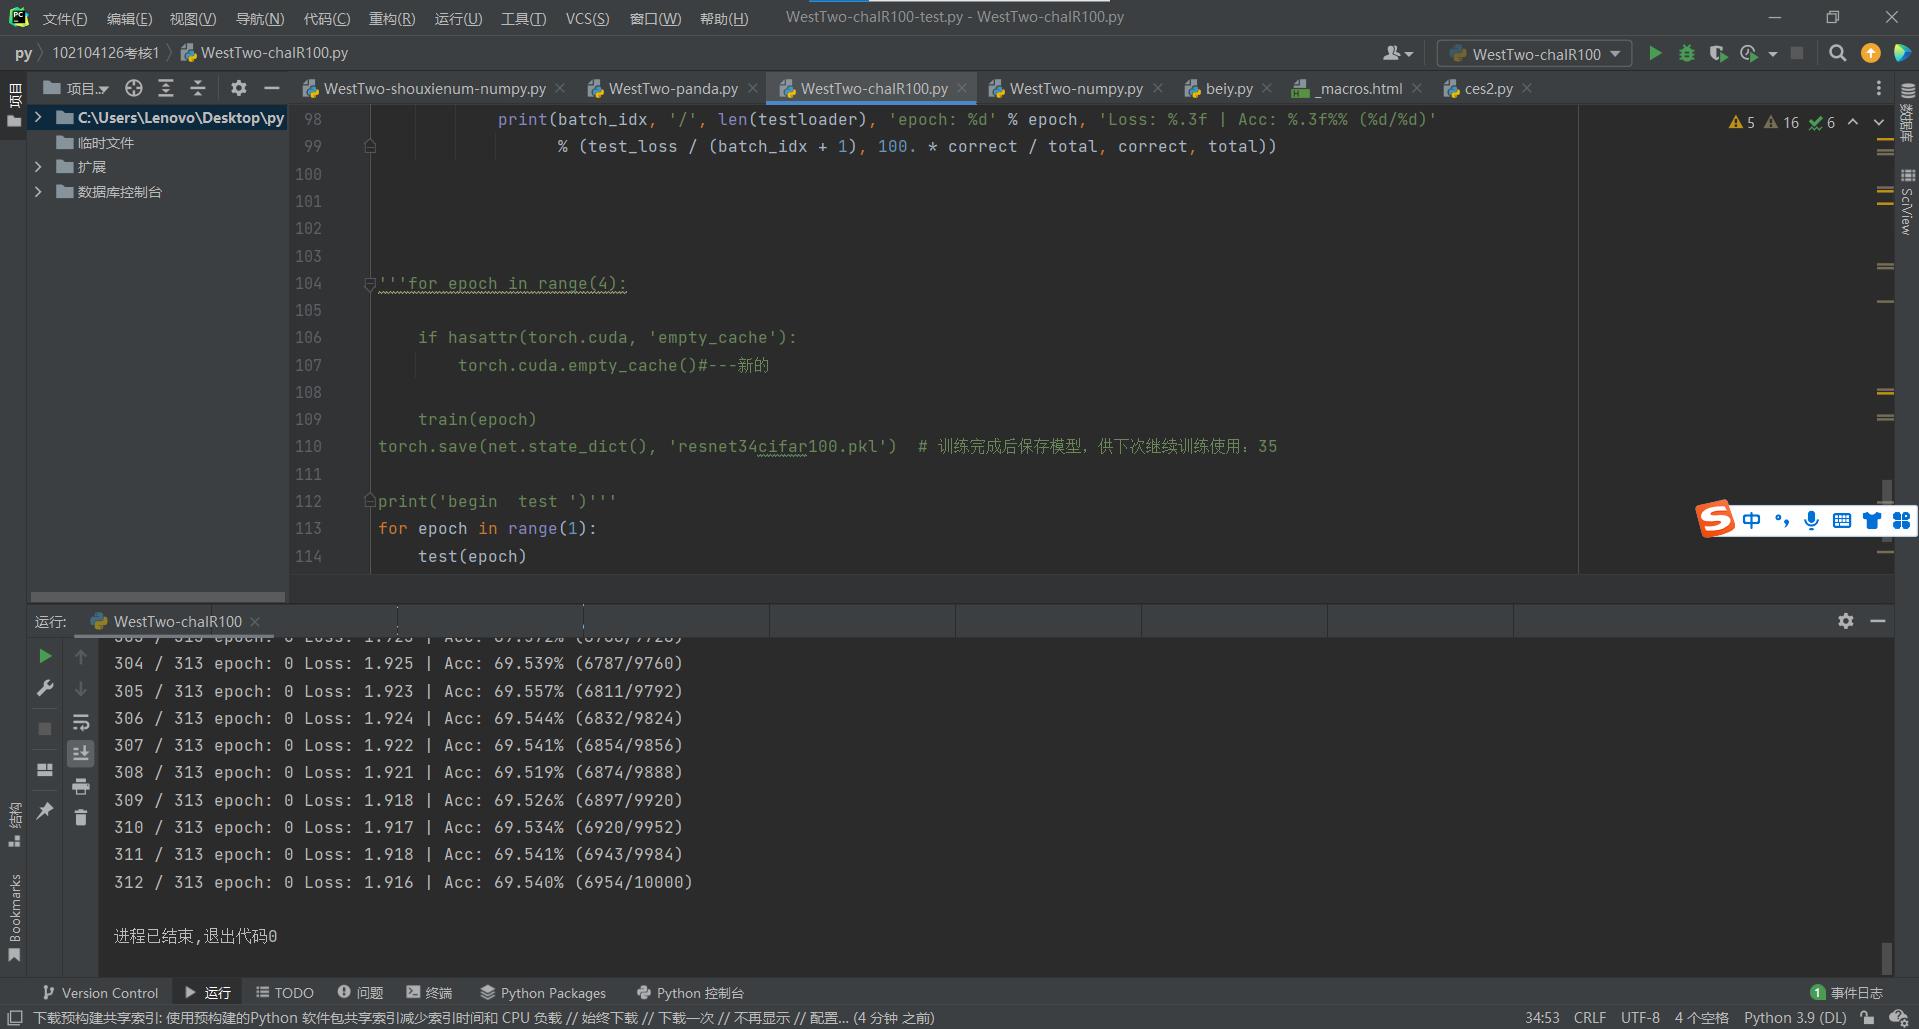 文件(F) 编辑(E) 视图(V) 导航(N) 代码(C) 重构(R) 运行(U) 工具(T) VCS(S) 窗口(W) 帮助(H) WestTwo-chaIR100-test.py - WestTwo-chaIR100.py
py 102104126考核1 WestTwo-chaIR100.py WestTwo-chaIR100
项目 项目.. WestTwo-shouxienum-numpy.py WestTwo-panda.py WestTwo-chaIR100.py WestTwo-numpy.py beiy.py _macros.html ces2.py
C:\Users\Lenovo\Desktop\py
临时文件
扩展
数据库控制台
98 print(batch_idx, '/', len(testloader), 'epoch: %d' % epoch, 'Loss: %.3f | Acc: %.3f%% (%d/%d)'
5 16 6
99 % (test_loss / (batch_idx + 1), 100. * correct / total, correct, total))
100
101
102
103
104 '''for epoch in range(4):
105
106 if hasattr(torch.cuda, 'empty_cache'):
107 torch.cuda.empty_cache()#---新的
108
109 train(epoch)
110 torch.save(net.state_dict(), 'resnet34cifar100.pkl')  # 训练完成后保存模型，供下次继续训练使用：35
111
112 print('begin  test ')'''
113 for epoch in range(1):
114 test(epoch)
数据库
SciView
中
运行: WestTwo-chaIR100
304 / 313 epoch: 0 Loss: 1.925 | Acc: 69.539% (6787/9760)
305 / 313 epoch: 0 Loss: 1.923 | Acc: 69.557% (6811/9792)
306 / 313 epoch: 0 Loss: 1.924 | Acc: 69.544% (6832/9824)
307 / 313 epoch: 0 Loss: 1.922 | Acc: 69.541% (6854/9856)
308 / 313 epoch: 0 Loss: 1.921 | Acc: 69.519% (6874/9888)
309 / 313 epoch: 0 Loss: 1.918 | Acc: 69.526% (6897/9920)
310 / 313 epoch: 0 Loss: 1.917 | Acc: 69.534% (6920/9952)
311 / 313 epoch: 0 Loss: 1.918 | Acc: 69.541% (6943/9984)
312 / 313 epoch: 0 Loss: 1.916 | Acc: 69.540% (6954/10000)
进程已结束,退出代码0
结构
Bookmarks
Version Control 运行 TODO 问题 终端 Python Packages Python 控制台 1 事件日志
下载预构建共享索引: 使用预构建的Python 软件包共享索引减少索引时间和 CPU 负载 // 始终下载 // 下载一次 // 不再显示 // 配置... (4 分钟 之前) 34:53 CRLF UTF-8 4 个空格 Python 3.9 (DL)